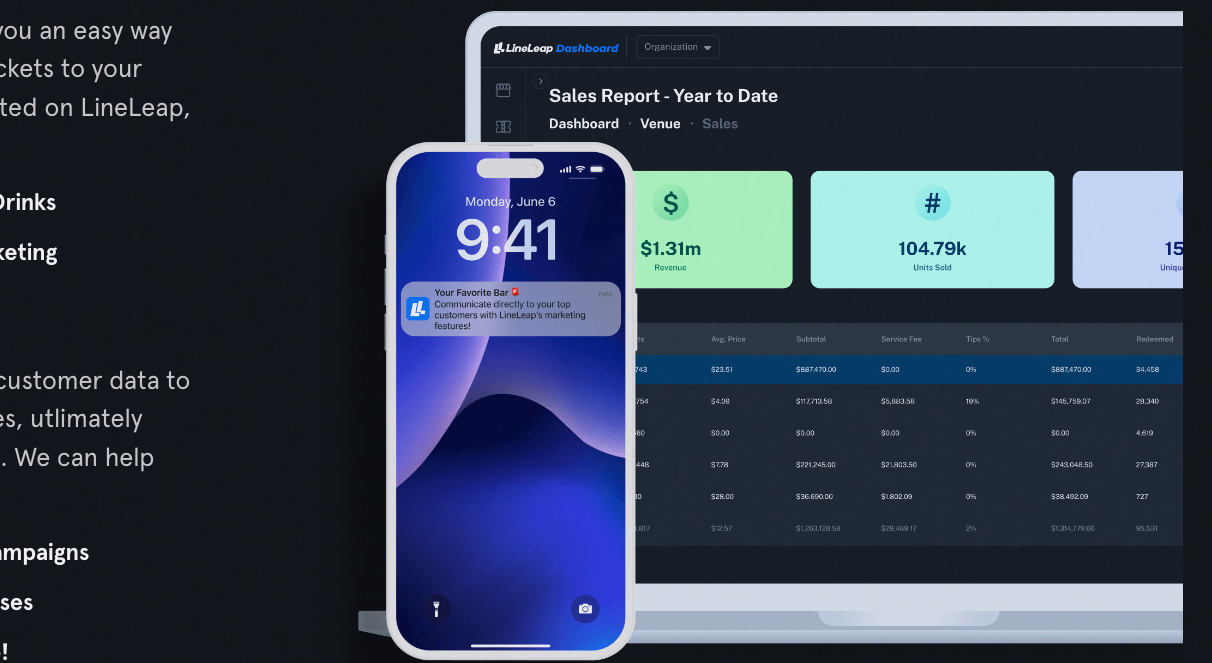 you an easy way
ckets to your
ted on LineLeap,
Drinks
keting
customer data to
es, utlimately
. We can help
ampaigns
ses
!
LineLeap Dashboard
Organization
Sales Report - Year to Date
Dashboard · Venue · Sales
$
$1.31m
Revenue
#
104.79k
Units Sold
15
Uniqu
ts Avg. Price Subtotal Service Fee Tips % Total Redeemed
743 $23.51 $887,470.00 $0.00 0% $887,470.00 34,458
754 $4.09 $117,713.58 $5,883.58 19% $145,759.07 28,340
$0.00 $0.00 $0.00 0% $0.00 4,619
448 $7.78 $221,245.00 $21,803.50 0% $243,048.50 27,387
$28.00 $36,690.00 $1,802.09 0% $38,492.09 727
,817 $12.57 $1,263,128.58 $29,489.17 2% $1,314,779.66 95,531
Monday, June 6
9:41
Your Favorite Bar🚨 now
Communicate directly to your top
customers with LineLeap's marketing
features!